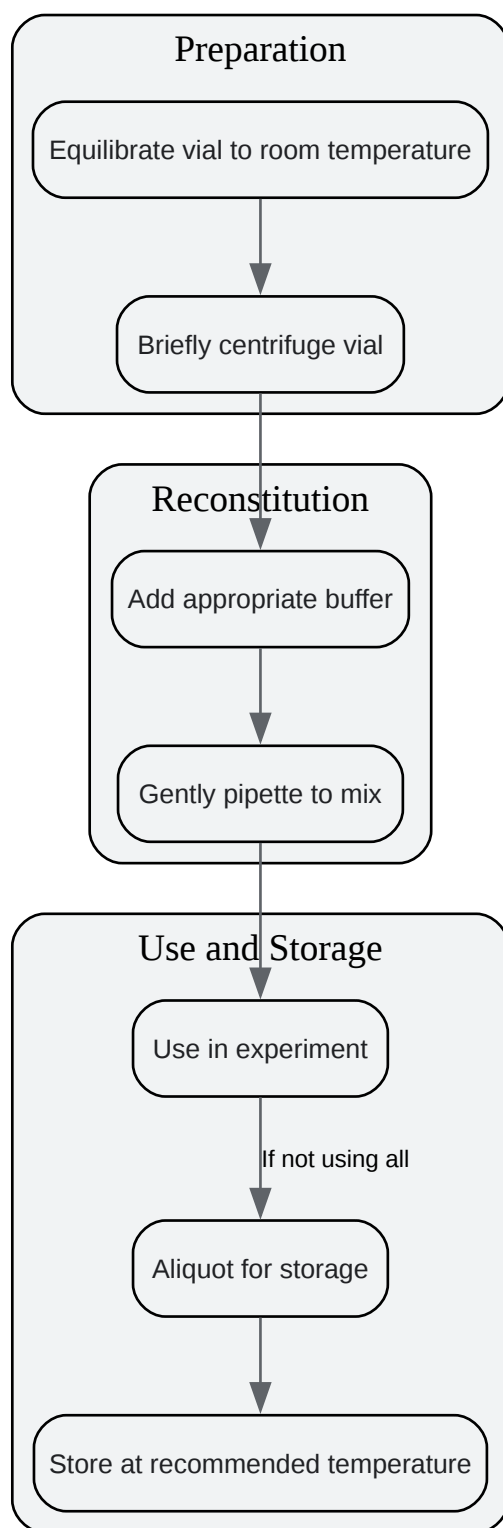 Preparation
Equilibrate vial to room temperature
Briefly centrifuge vial
Reconstitution
Add appropriate buffer
Gently pipette to mix
Use and Storage
Use in experiment
If not using all
Aliquot for storage
Store at recommended temperature